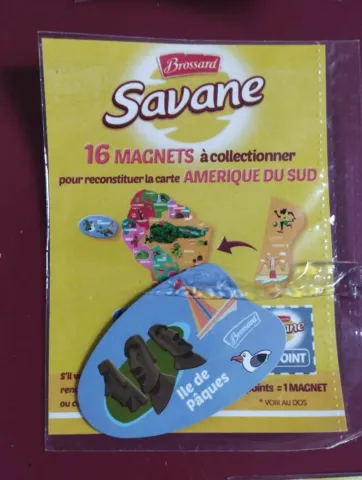 Brossard
Savane
16 MAGNETS à collectionner
pour reconstituer la carte AMERIQUE DU SUD
Brossard
Ile de
Pâques
POINT
S'il v
points = 1 MAGNET
ou c
* VOIR AU DOS